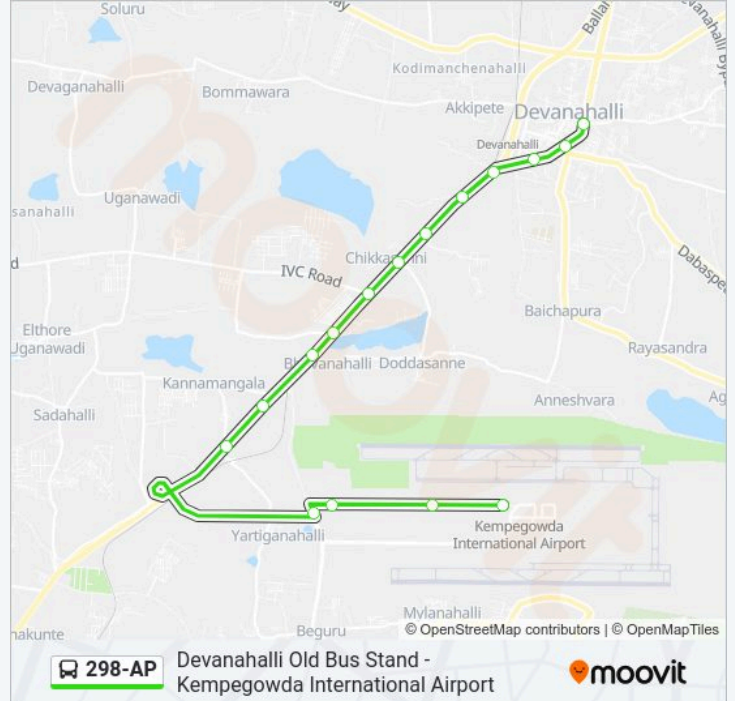 Soluru
Devaganahalli
Bommawara
Kodimanchenahalli
Akkipete
Devanahalli
Devanahalli
Uganawadi
sanahalli
IVC Road
Baichapura
Elthore
Uganawadi
Rayasandra
Kannamangala
Doddasanne
Anneshvara
Sadahalli
Yartiganahalli
Kempegowda
International Airport
Mylanahalli
Beguru
© OpenStreetMap contributors | © OpenMapTiles
298-AP
Devanahalli Old Bus Stand -
Kempegowda International Airport
moovit